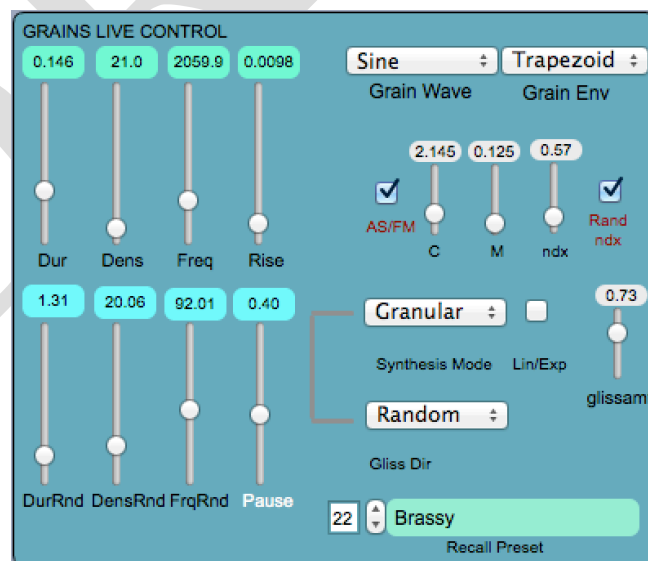 GRAINS LIVE CONTROL
0.146 21.0 2059.9 0.0098
Dur Dens Freq Rise
1.31 20.06 92.01 0.40
DurRnd DensRnd FrqRnd Pause
Sine Trapezoid
Grain Wave Grain Env
2.145 0.125 0.57
AS/FM C M ndx Rand
ndx
Granular
0.73
Synthesis Mode Lin/Exp
glissam
Random
Gliss Dir
22 Brassy
Recall Preset